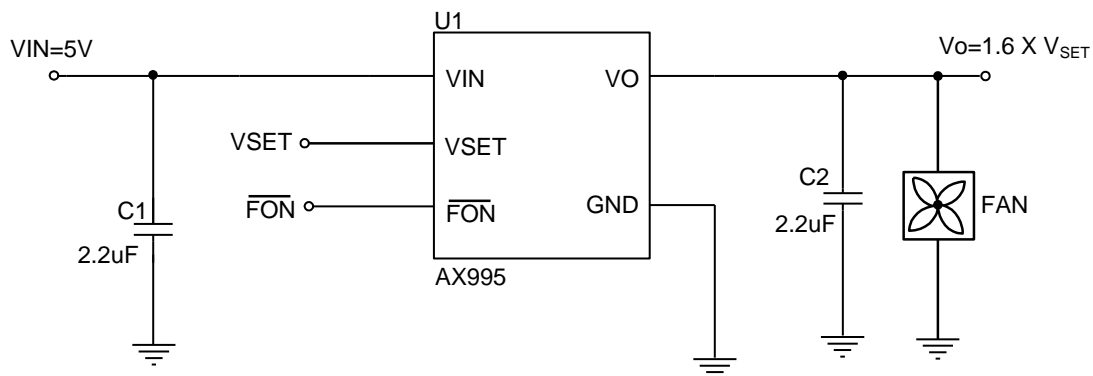 U1
VIN=5V
Vo=1.6 X VSET
VIN
VO
VSET
VSET
C2
C1
FON
FON
GND
FAN
2.2uF
2.2uF
AX995